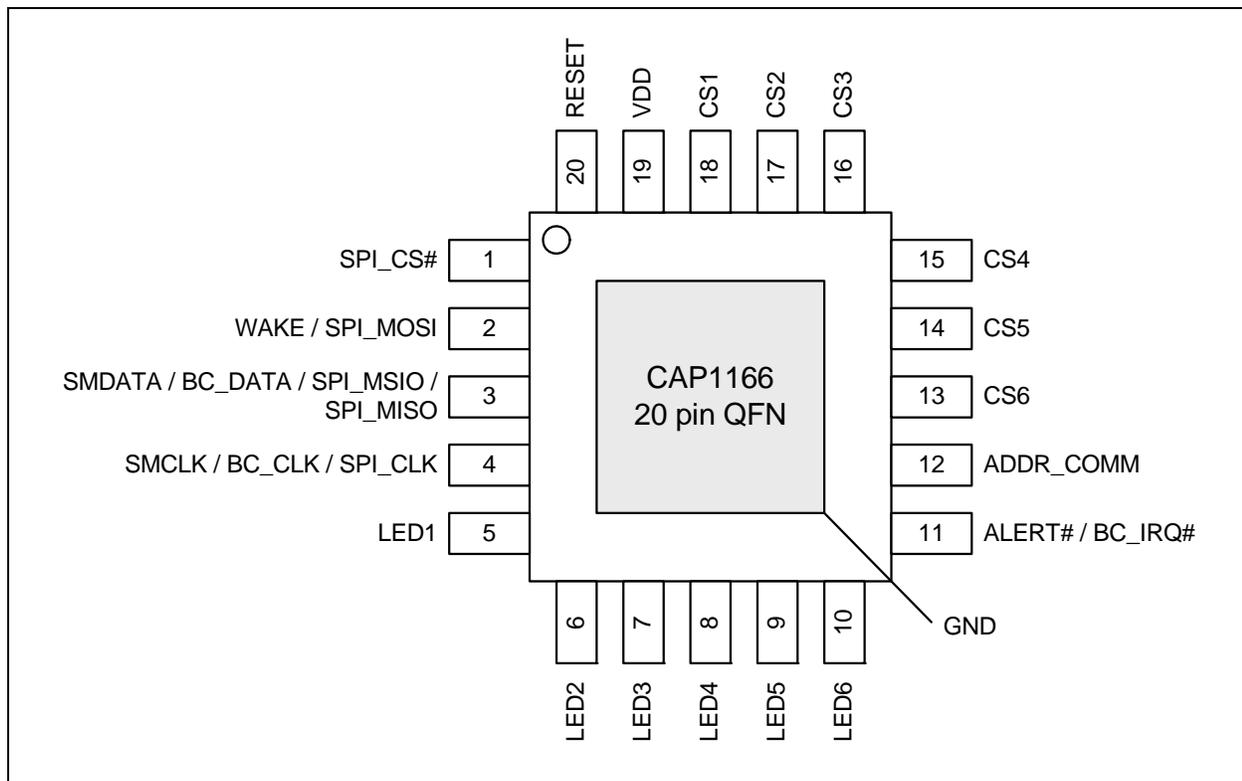 RESET
VDD
CS1
CS2
CS3
20
19
18
17
16
SPI_CS# 1
15 CS4
WAKE / SPI_MOSI 2
14 CS5
SMDATA / BC_DATA / SPI_MSIO /
SPI_MISO
3
CAP1166
20 pin QFN
13 CS6
SMCLK / BC_CLK / SPI_CLK 4
12 ADDR_COMM
LED1 5
11 ALERT# / BC_IRQ#
6
7
8
9
10
GND
LED2
LED3
LED4
LED5
LED6